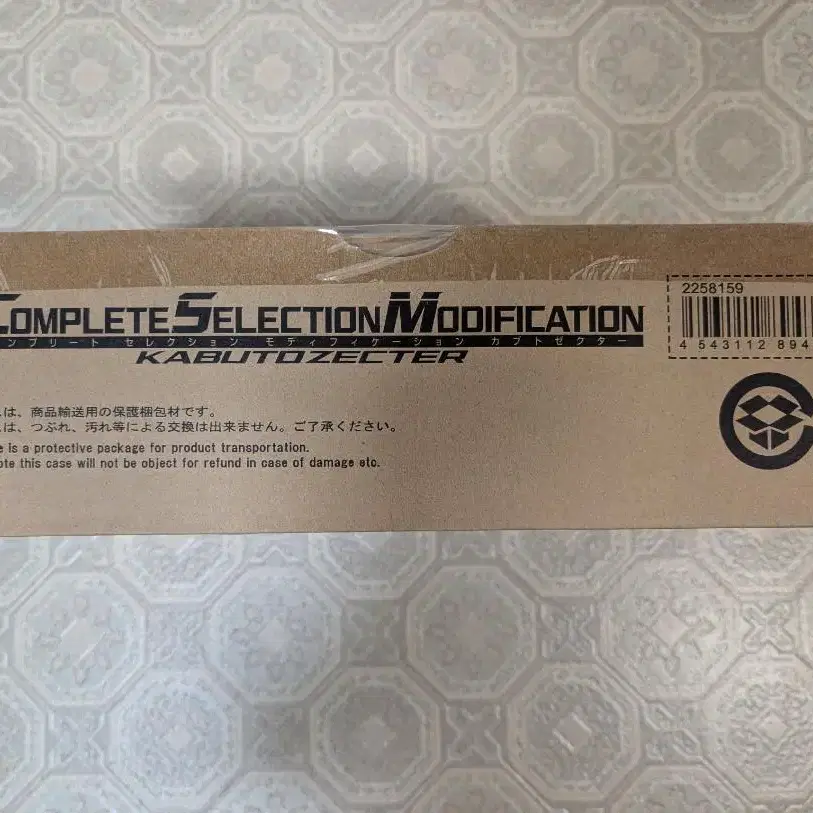 COMPLETE SELECTION MODIFICATION
ンプリート セレクション モディフィケーション カブトゼクター
KABUTOZECTER
2258159
4 543112 894
は、商品輸送用の保護梱包材です。
は、つぶれ、汚れ等による交換は出来ません。ご了承ください。
e is a protective package for product transportation.
ote this case will not be object for refund in case of damage etc.